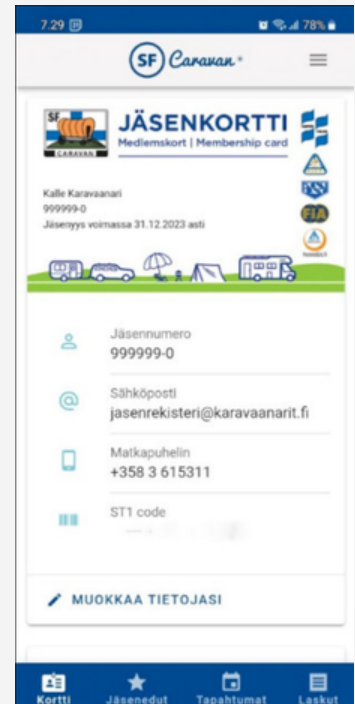 7.29
78%
SF Caravan
SF
CARAVAN
JÄSENKORTTI
Medlemskort | Membership card
Kalle Karavaanari
999999-0
Jäsenyys voimassa 31.12.2023 asti
FIA
Jäsennumero
999999-0
Sähköposti
jasenrekisteri@karavaanarit.fi
Matkapuhelin
+358 3 615311
ST1 code
MUOKKAA TIETOJASI
Kortti Jäsenedut Tapahtumat Laskut